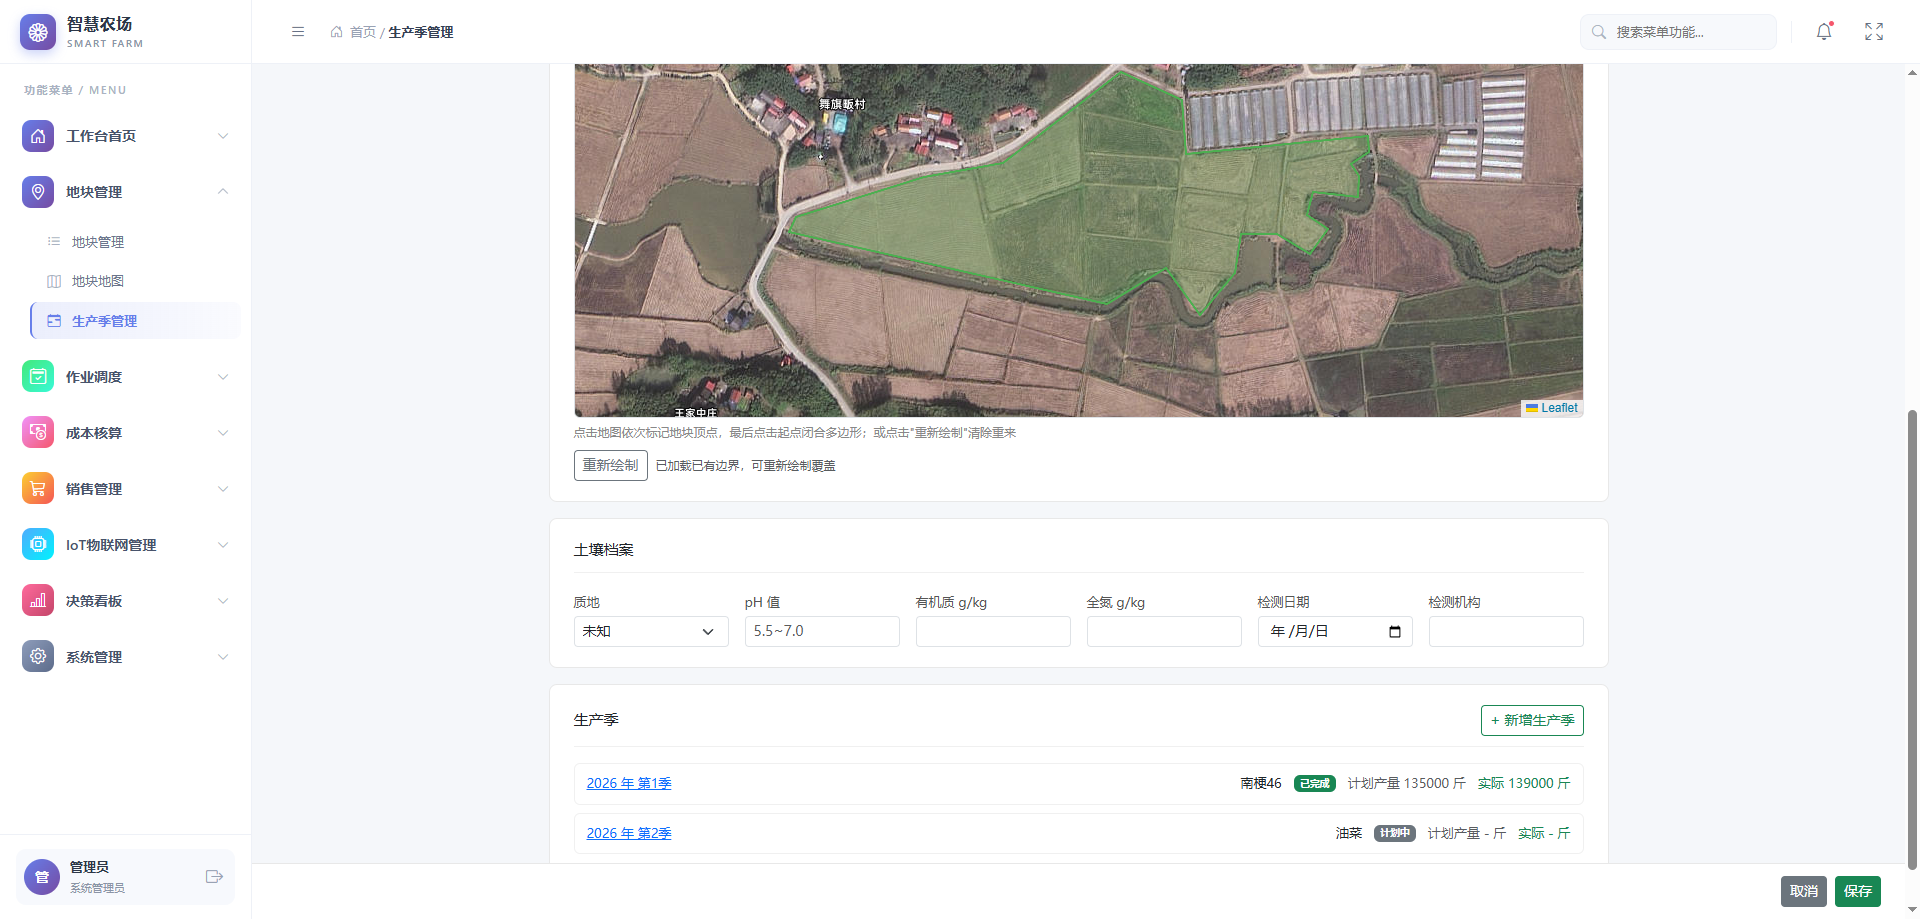 智慧农场
SMART FARM
首页 / 生产季管理
搜索菜单功能...
功能菜单 / MENU
工作台首页
地块管理
地块管理
地块地图
生产季管理
作业调度
成本核算
销售管理
IoT物联网管理
决策看板
系统管理
管
管理员
系统管理员
舞旗畈村
王家中庄
Leaflet
点击地图依次标记地块顶点，最后点击起点闭合多边形；或点击"重新绘制"清除重来
重新绘制 已加载已有边界，可重新绘制覆盖
土壤档案
质地 pH 值 有机质 g/kg 全氮 g/kg 检测日期 检测机构
未知 5.5~7.0 年 /月/日
生产季 + 新增生产季
2026 年 第1季 南梗46 已完成 计划产量 135000 斤 实际 139000 斤
2026 年 第2季 油菜 计划中 计划产量 - 斤 实际 - 斤
取消 保存